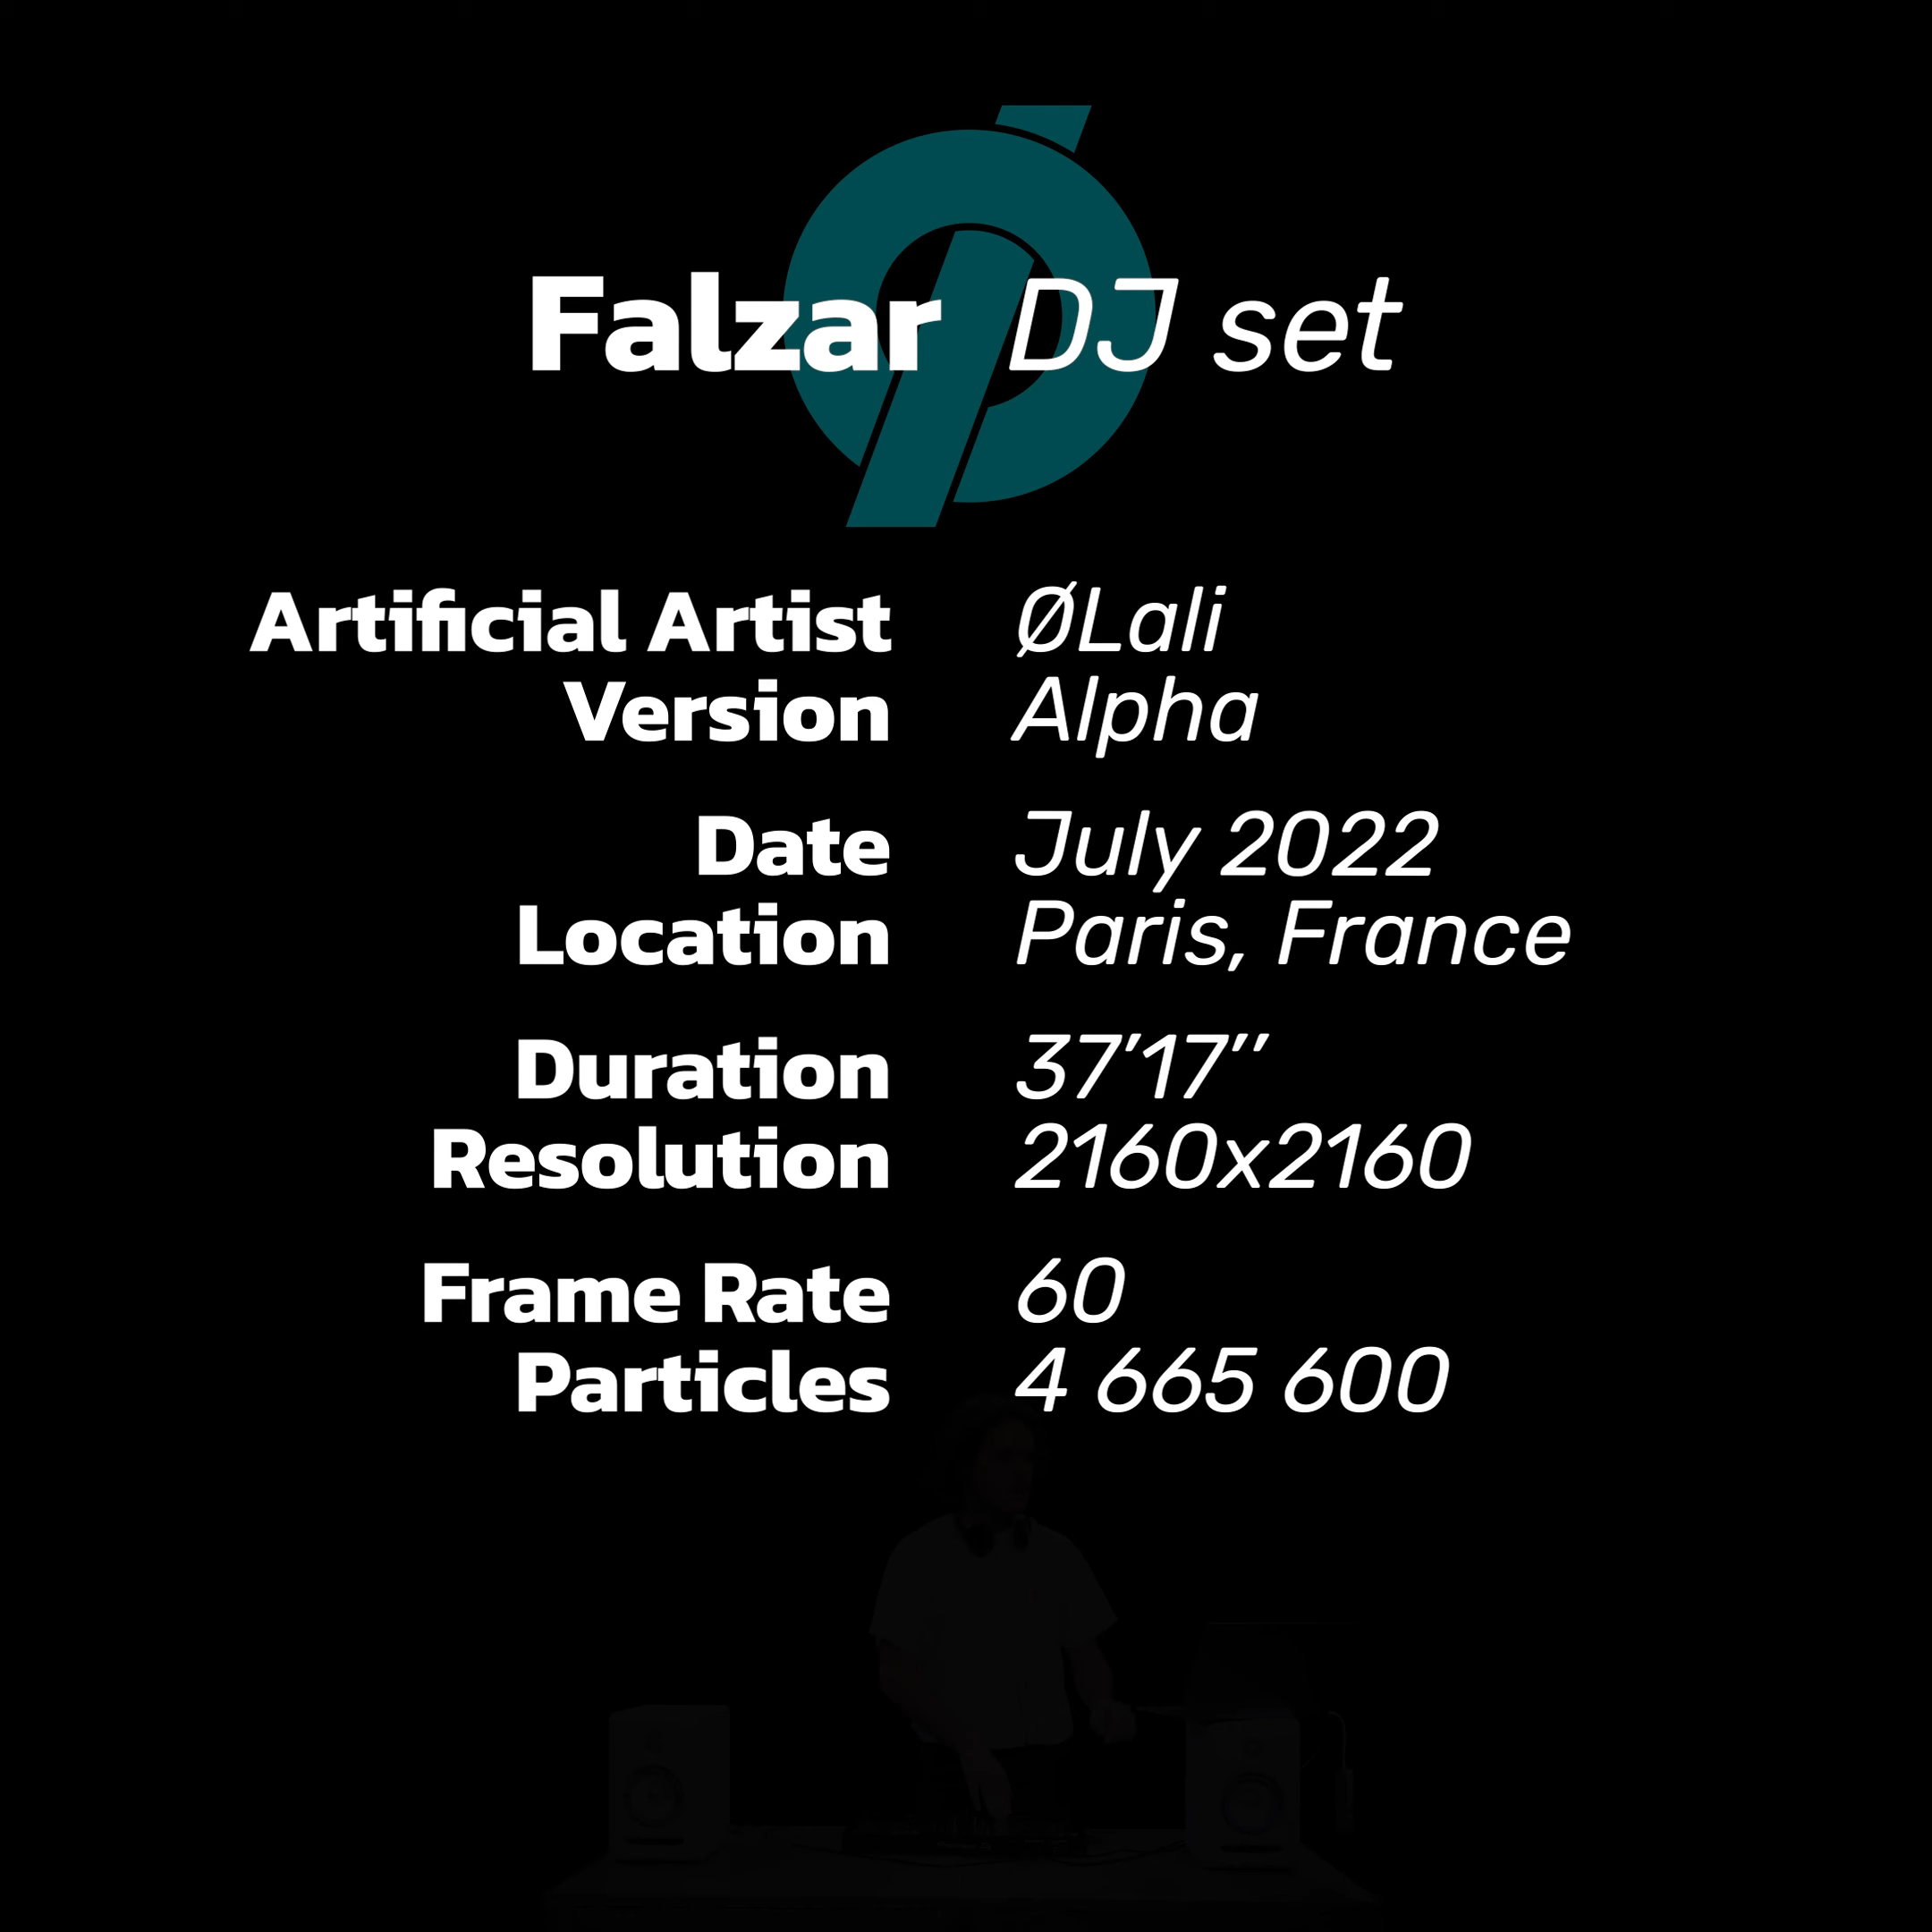 Falzar DJ set
Artificial Artist ØLali
Version Alpha
Date July 2022
Location Paris, France
Duration 37’17’’
Resolution 2160x2160
Frame Rate 60
Particles 4 665 600